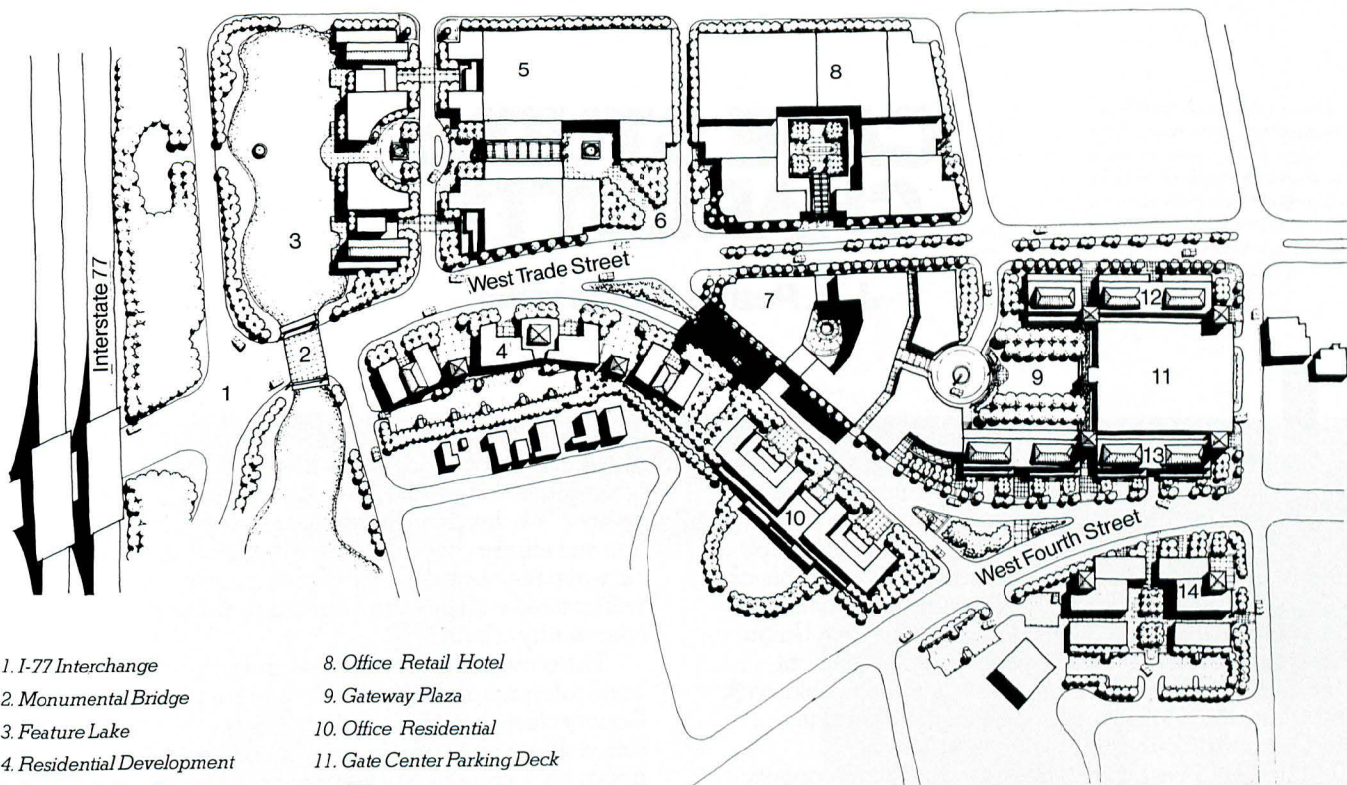 5
8
6
West Trade Street
3
7
12
4
2
9
11
Interstate 77
1
13
10
West Fourth Street
14
1. I-77 Interchange
2. Monumental Bridge
3. Feature Lake
4. Residential Development
8. Office Retail Hotel
9. Gateway Plaza
10. Office Residential
11. Gate Center Parking Deck